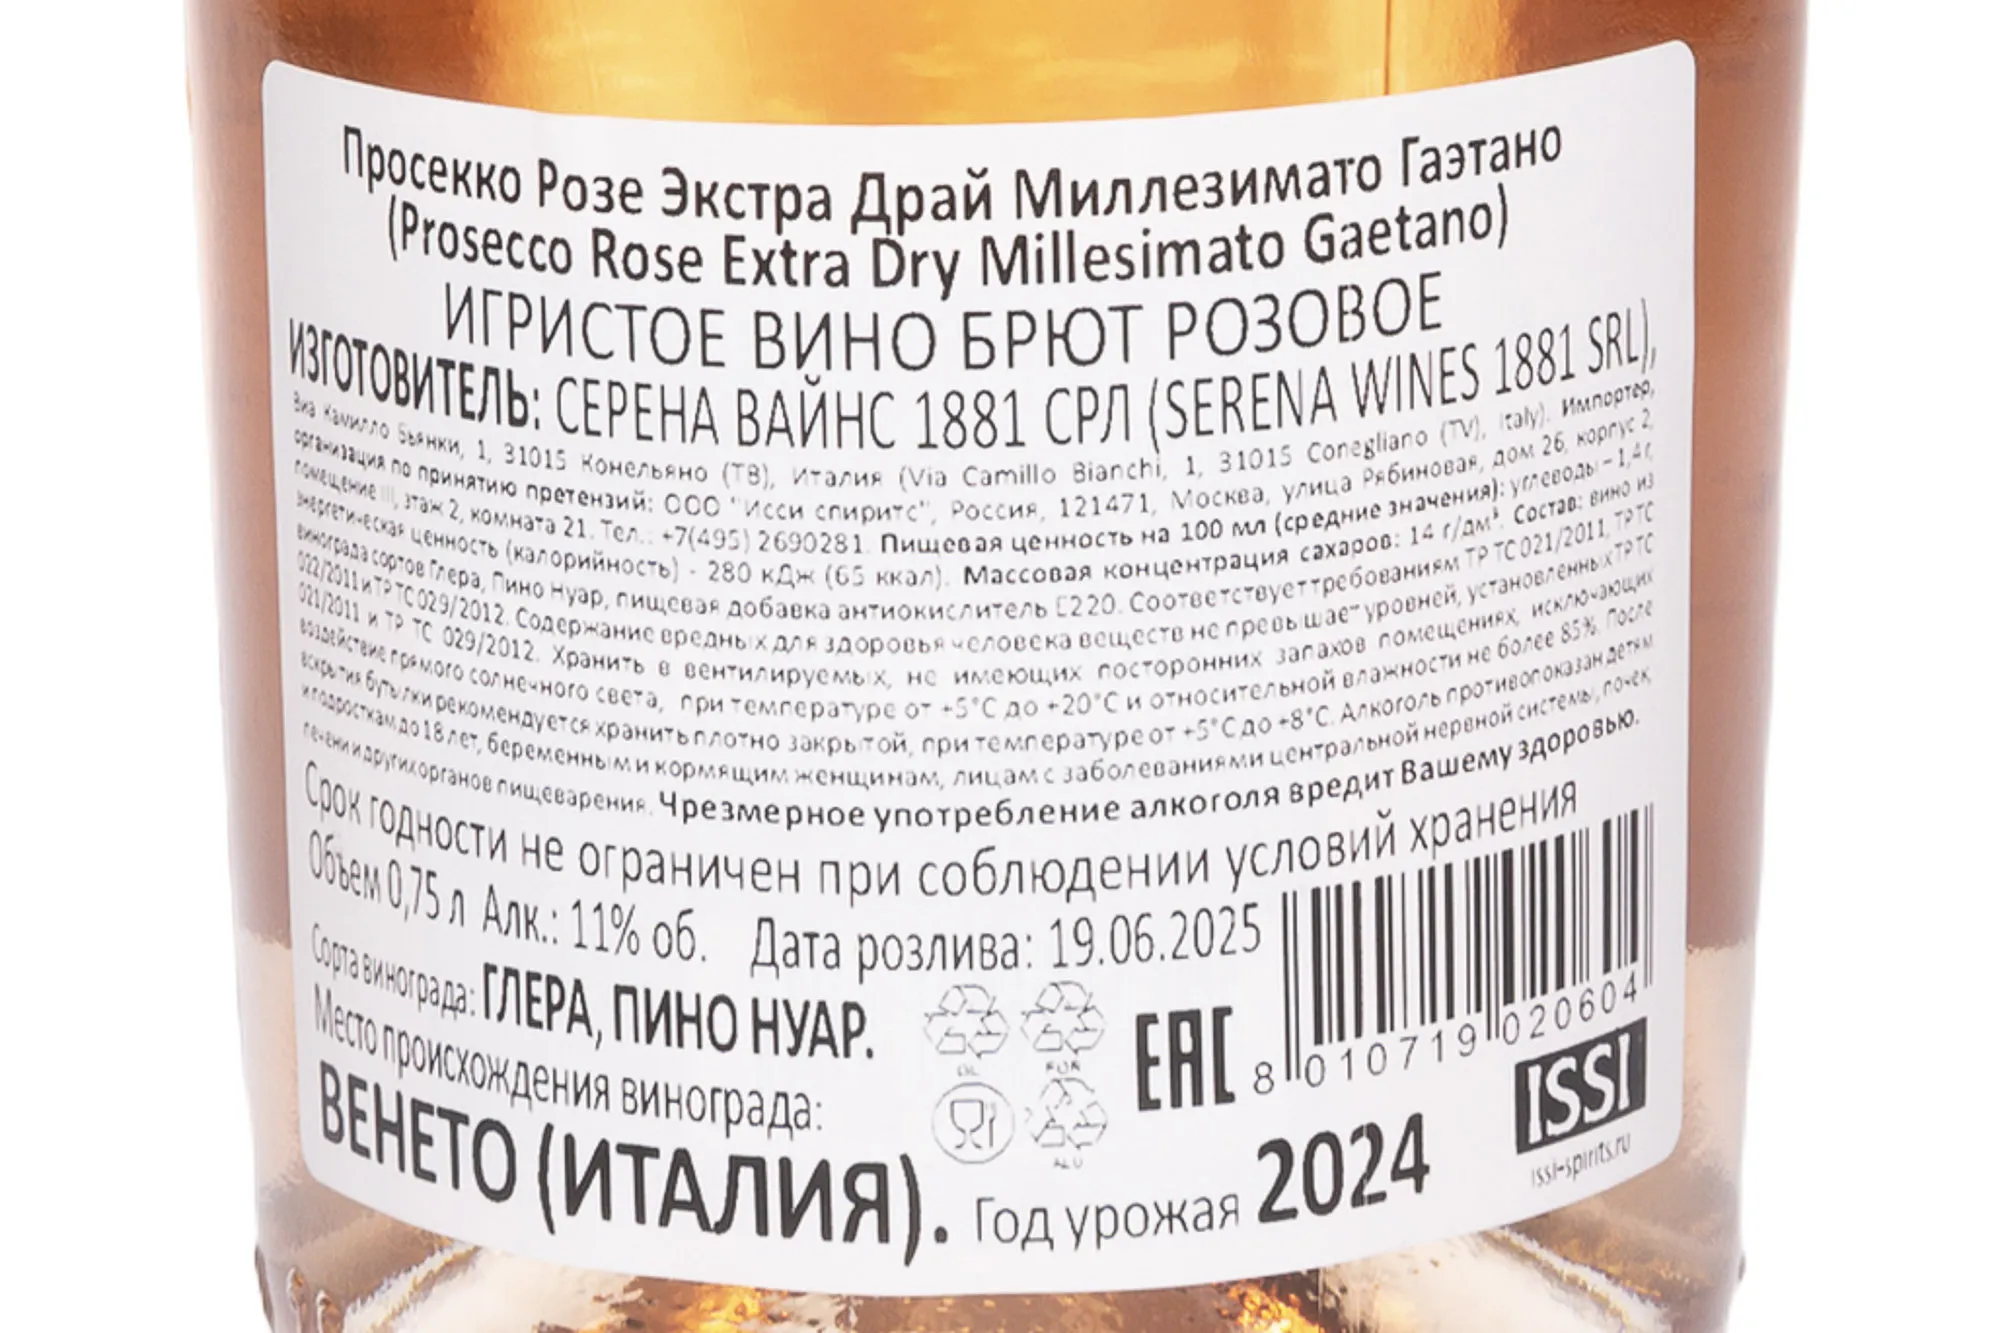 Просекко Розе Экстра Драй Миллезимато Гаэтано
(Prosecco Rose Extra Dry Millesimato Gaetano)
ИГРИСТОЕ ВИНО БРЮТ РОЗОВОЕ
ИЗГОТОВИТЕЛЬ: СЕРЕНА ВАЙНС 1881 СРЛ (SERENA WINES 1881 SRL),
Виа Камилло Бьянки, 1, 31015 Конельяно (ТВ), Италия (Via Camillo Bianchi, 1, 31015 Conegliano (TV), Italy). Импортер,
организация по принятию претензий: ООО "Исси спиритс", Россия, 121471, Москва, улица Рябиновая, дом 26, корпус 2,
помещение III, этаж 2, комната 21. Тел.: +7(495) 2690281. Пищевая ценность на 100 мл (средние значения): углеводы – 1,4 г,
энергетическая ценность (калорийность) - 280 кДж (65 ккал). Массовая концентрация сахаров: 14 г/дм³. Состав: вино из
винограда сортов Глера, Пино Нуар, пищевая добавка антиокислитель Е220. Соответствует требованиям ТР ТС 021/2011, ТР ТС
022/2011 и ТР ТС 029/2012. Содержание вредных для здоровья человека веществ не превышает уровней, установленных ТР ТС
021/2011 и ТР ТС 029/2012. Хранить в вентилируемых, не имеющих посторонних запахов помещениях, исключающих
воздействие прямого солнечного света, при температуре от +5°С до +20°С и относительной влажности не более 85%. После
вскрытия бутылки рекомендуется хранить плотно закрытой, при температуре от +5°С до +8°С. Алкоголь противопоказан детям
и подросткам до 18 лет, беременным и кормящим женщинам, лицам с заболеваниями центральной нервной системы, почек,
печени и других органов пищеварения. Чрезмерное употребление алкоголя вредит Вашему здоровью.
Срок годности не ограничен при соблюдении условий хранения
Объем 0,75 л Алк.: 11% об. Дата розлива: 19.06.2025
Сорта винограда: ГЛЕРА, ПИНО НУАР.
Место происхождения винограда:
ВЕНЕТО (ИТАЛИЯ). Год урожая 2024
FOR
ALU
EAC
8 010719 020604
ISSI
issi-spirits.ru